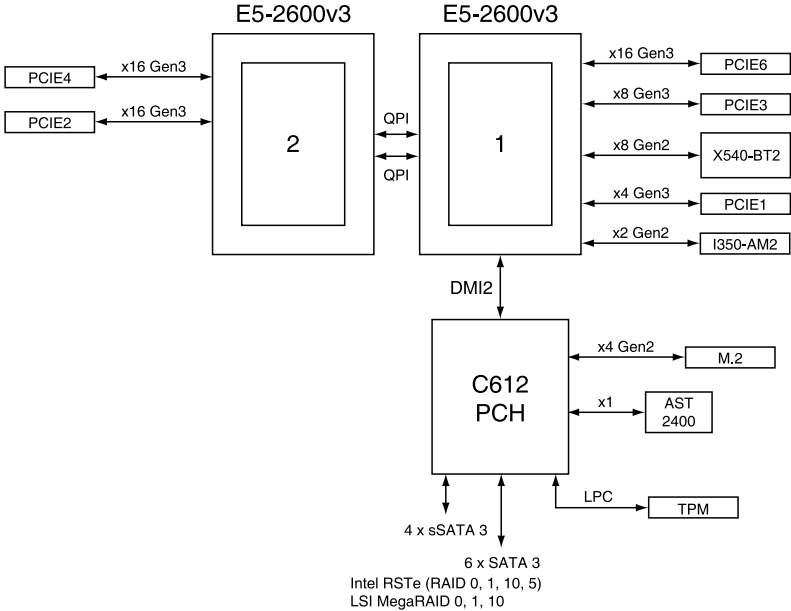 E5-2600v3
E5-2600v3
PCIE4
x16 Gen3
PCIE2
x16 Gen3
2
QPI
QPI
1
x16 Gen3
PCIE6
x8 Gen3
PCIE3
x8 Gen2
X540-BT2
x4 Gen3
PCIE1
x2 Gen2
I350-AM2
DMI2
C612
PCH
x4 Gen2
M.2
x1
AST
2400
LPC
TPM
4 x sSATA 3
6 x SATA 3
Intel RSTe (RAID 0, 1, 10, 5)
LSI MegaRAID 0, 1, 10